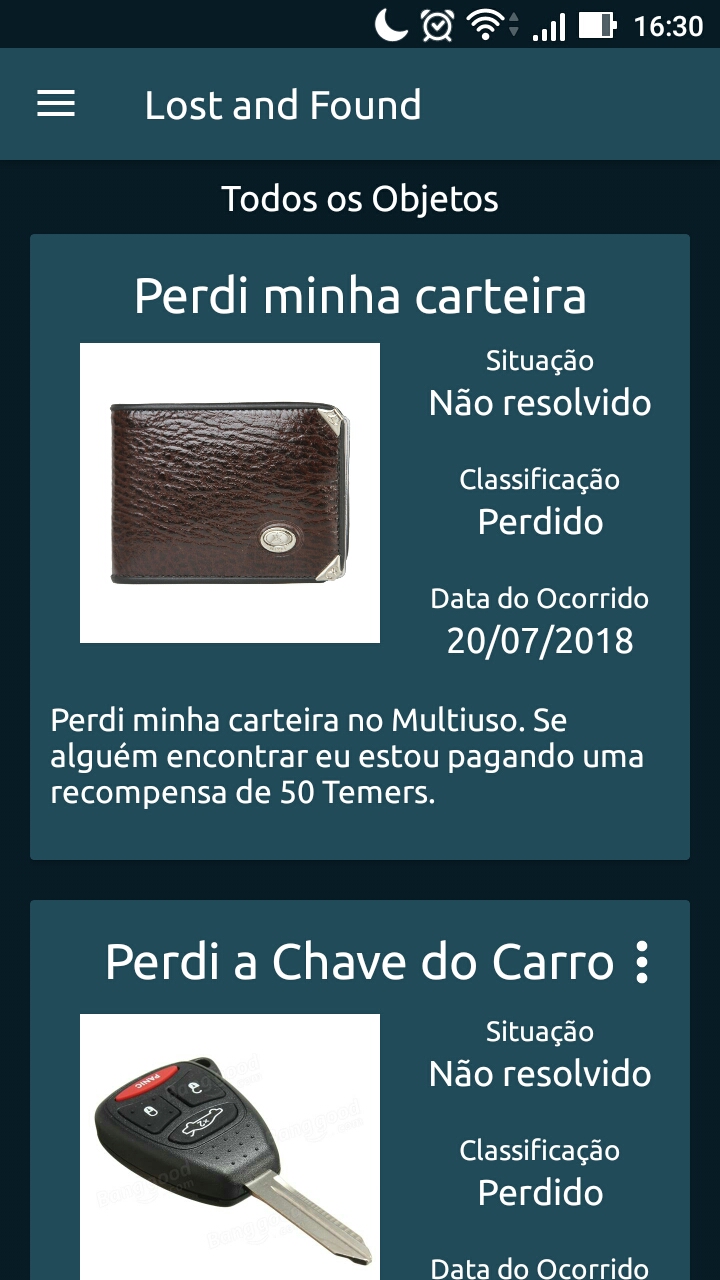 16:30
Lost and Found
Todos os Objetos
Perdi minha carteira
Situação
Não resolvido
Classificação
Perdido
Data do Ocorrido
20/07/2018
Perdi minha carteira no Multiuso. Se
alguém encontrar eu estou pagando uma
recompensa de 50 Temers.
Perdi a Chave do Carro
PANIC
2x
Situação
Não resolvido
Classificação
Perdido
Data do Ocorrido